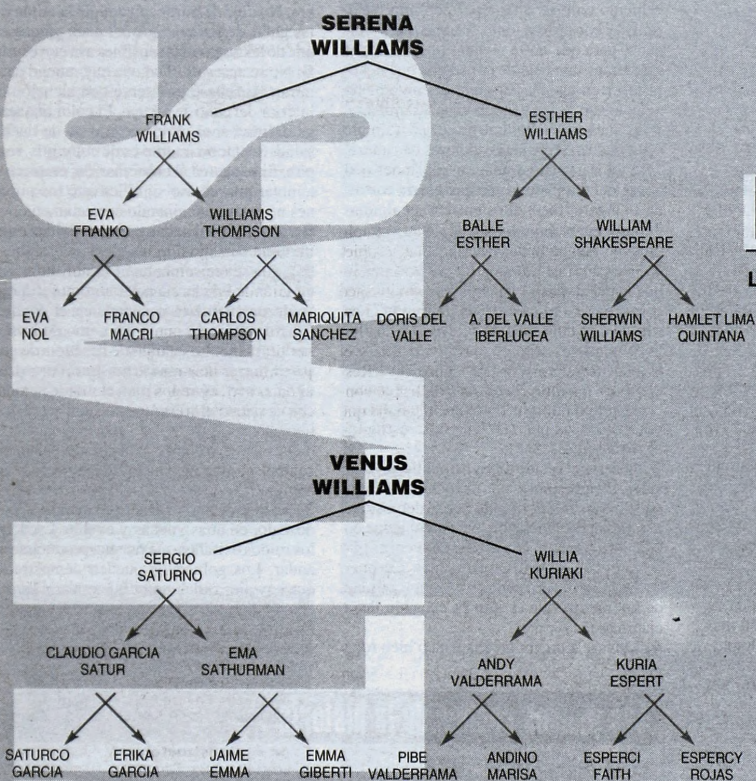 SERENA
WILLIAMS
FRANK
WILLIAMS
ESTHER
WILLIAMS
EVA
FRANKO
WILLIAMS
THOMPSON
BALLE
ESTHER
WILLIAM
SHAKESPEARE
EVA
NOL
FRANCO
MACRI
CARLOS
THOMPSON
MARIQUITA
SANCHEZ
DORIS DEL
VALLE
A. DEL VALLE
IBERLUCEA
SHERWIN
WILLIAMS
HAMLET LIMA
QUINTANA
VENUS
WILLIAMS
SERGIO
SATURNO
WILLIA
KURIAKI
CLAUDIO GARCIA
SATUR
EMA
SATHURMAN
ANDY
VALDERRAMA
KURIA
ESPERT
SATURCO
GARCIA
ERIKA
GARCIA
JAIME
EMMA
EMMA
GIBERTI
PIBE
VALDERRAMA
ANDINO
MARISA
ESPERCI
FAITH
ESPERCY
ROJAS